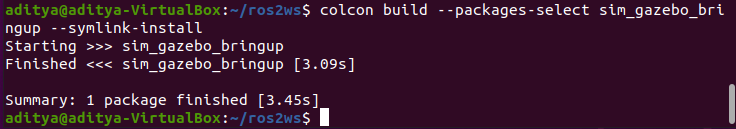 aditya@aditya-VirtualBox:~/ros2ws$ colcon build --packages-select sim_gazebo_bri
ngup --symlink-install
Starting >>> sim_gazebo_bringup
Finished <<< sim_gazebo_bringup [3.09s]

Summary: 1 package finished [3.45s]
aditya@aditya-VirtualBox:~/ros2ws$